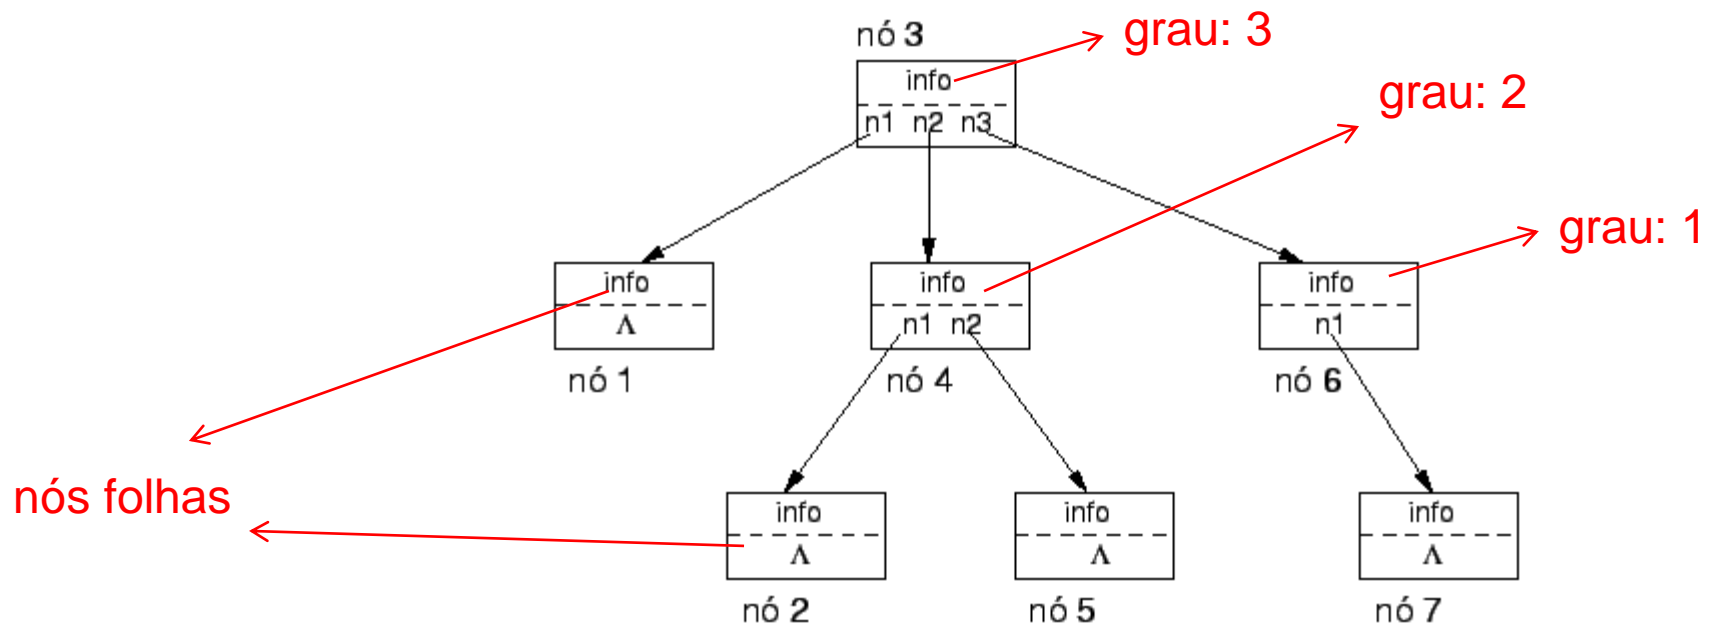 nó 3
grau: 3
info
n1 n2 n3
grau: 2
grau: 1
info
Λ
nó 1
info
n1 n2
nó 4
info
n1
nó 6
nós folhas
info
Λ
nó 2
info
Λ
nó 5
info
Λ
nó 7